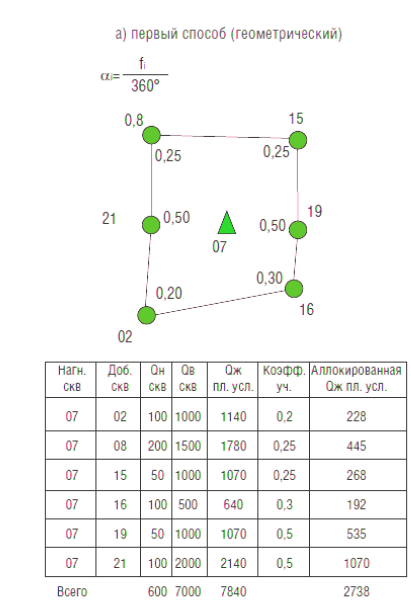 а) первый способ (геометрический)
αi= fi
360°
0,8
15
0,25
0,25
21
0,50
0,50
19
07
0,20
0,30
02
16
Нагн. скв Доб. скв Qн скв Qв скв Qж пл. усл. Коэфф. уч. Аллокированная Qж пл. усл.
07 02 100 1000 1140 0,2 228
07 08 200 1500 1780 0,25 445
07 15 50 1000 1070 0,25 268
07 16 100 500 640 0,3 192
07 19 50 1000 1070 0,5 535
07 21 100 2000 2140 0,5 1070
Всего 600 7000 7840 2738